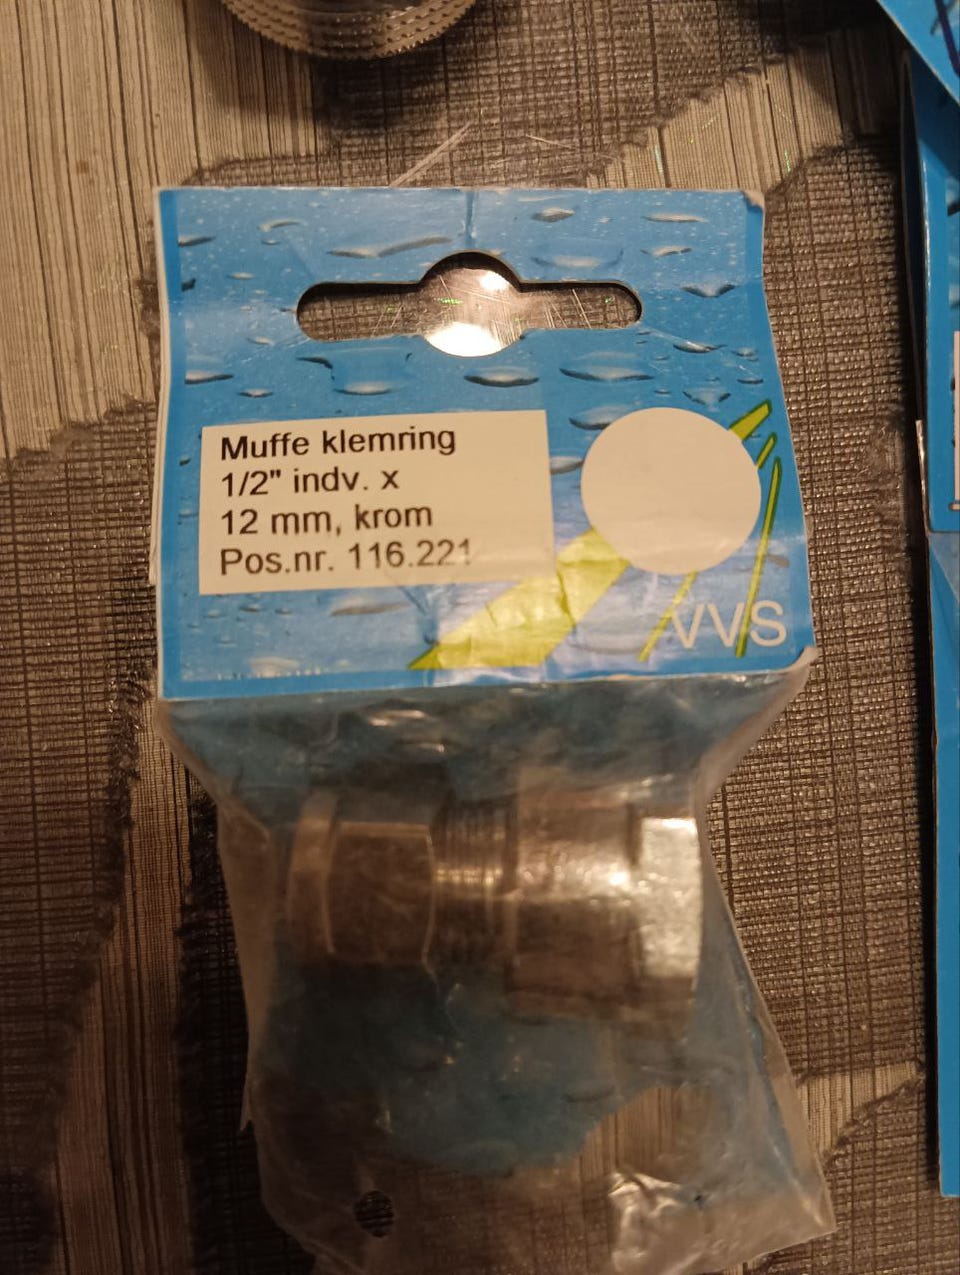 Muffe klemring
1/2" indv. x
12 mm, krom
Pos.nr. 116.221
VVS